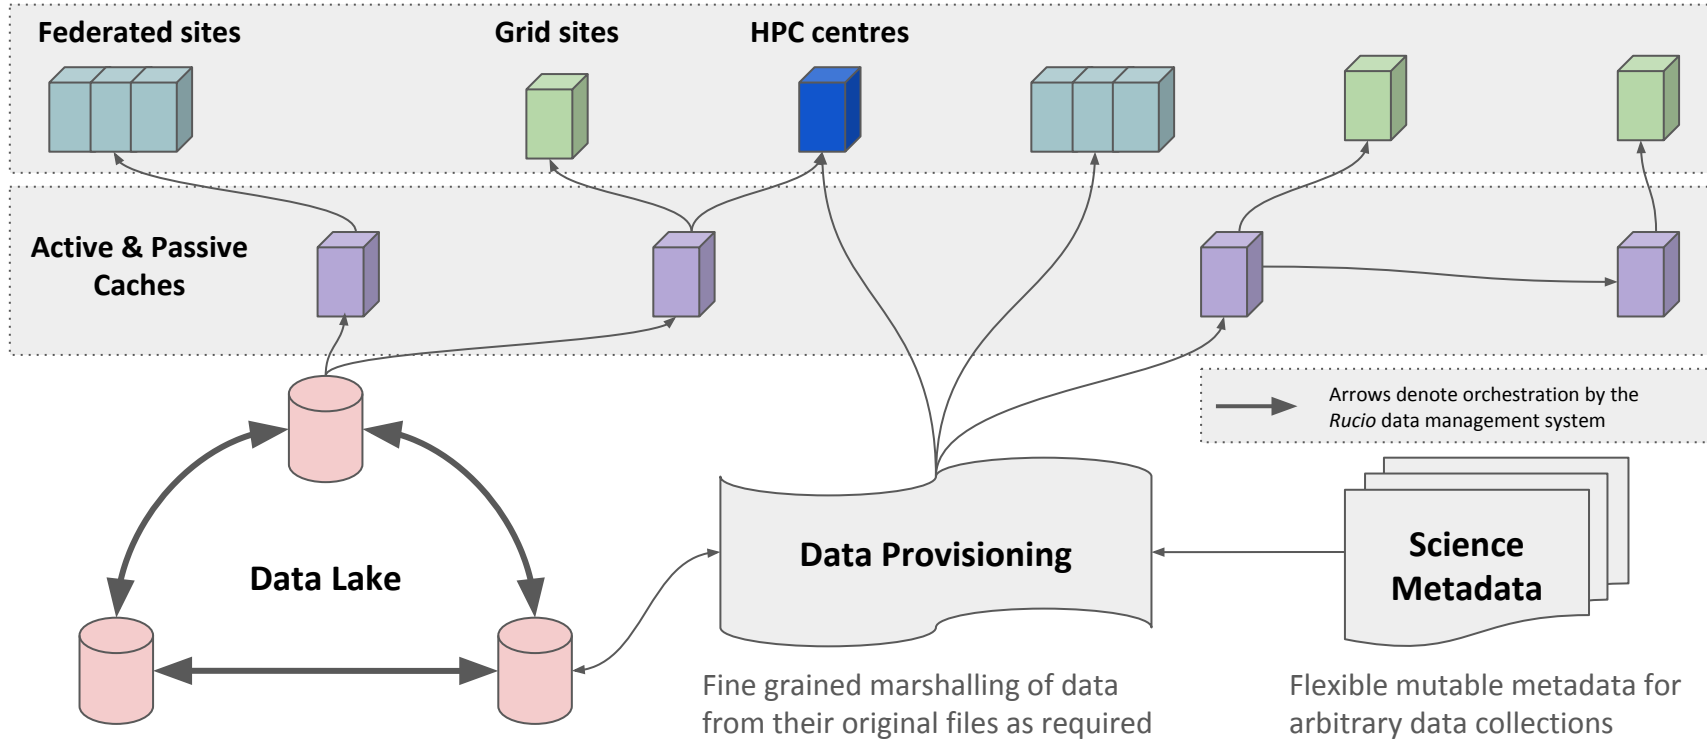 Federated sites
Grid sites
HPC centres
Active & Passive
Caches
Arrows denote orchestration by the
Rucio data management system
Data Lake
Data Provisioning
Science
Metadata
Fine grained marshalling of data
from their original files as required
Flexible mutable metadata for
arbitrary data collections